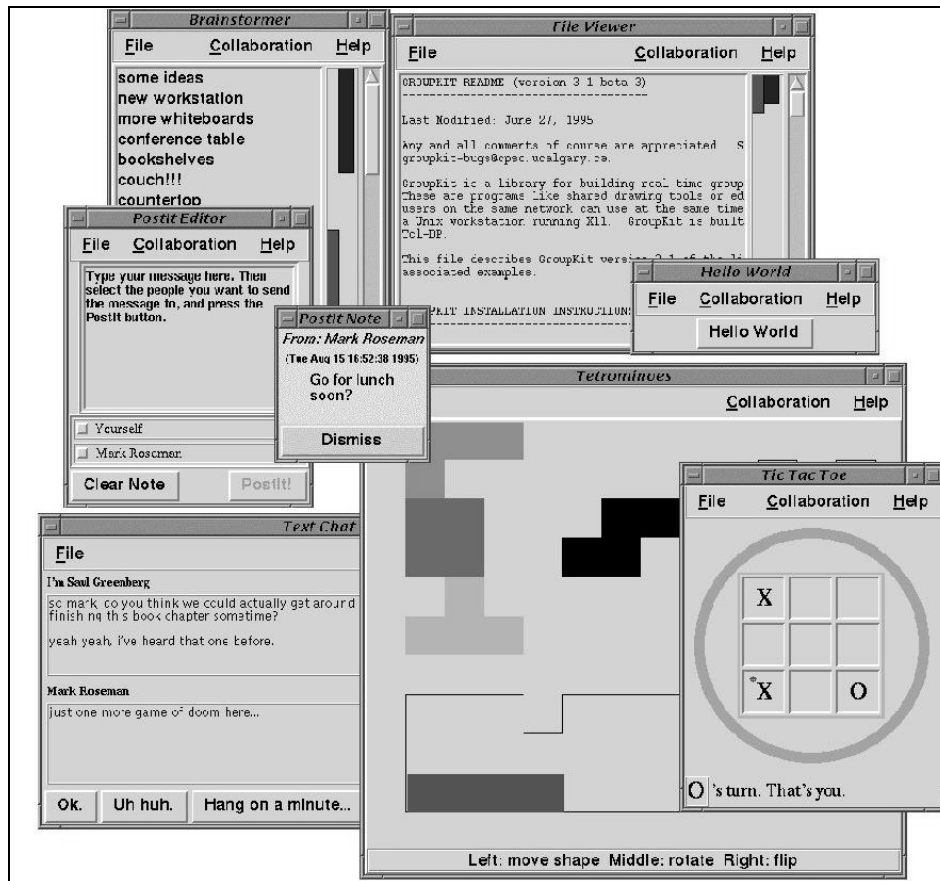 Brainstormer
File Collaboration Help
some ideas
new workstation
more whiteboards
conference table
bookshelves
couch!!!
countertop
File Viewer
File Collaboration Help
GROUPKIT README (version 3 1 beta 3)
Last Modified: June 27, 1995
Any and all comments of course are appreciated S
groupkit-bugs@cpsc.ucalgary.ca.
GroupKit is a library for building real time group
These are programs like shared drawing tools or ed
users on the same network can use at the same time
a Unix workstation running X11. GroupKit is built
Tcl-DP.
This file describes GroupKit version 3.1 of the li
associated examples.
INSTALLATION INSTRUCTIONS
Postit Editor
File Collaboration Help
Type your message here. Then
select the people you want to send
the message to, and press the
PostIt button.
Yourself
Mark Roseman
Clear Note PostIt!
Postit Note
From: Mark Roseman
(Tue Aug 15 16:52:38 1995)
Go for lunch
soon?
Dismiss
Hello World
File Collaboration Help
Hello World
Tetrominoes
Collaboration Help
Left: move shape Middle: rotate Right: flip
Tic Tac Toe
File Collaboration Help
X
X O
O 's turn. That's you.
Text Chat
File
I'm Saul Greenberg
so mark, do you think we could actually get around
finishing this book chapter sometime?
yeah yeah, i've heard that one before.
Mark Roseman
just one more game of doom here...
Ok. Uh huh. Hang on a minute...